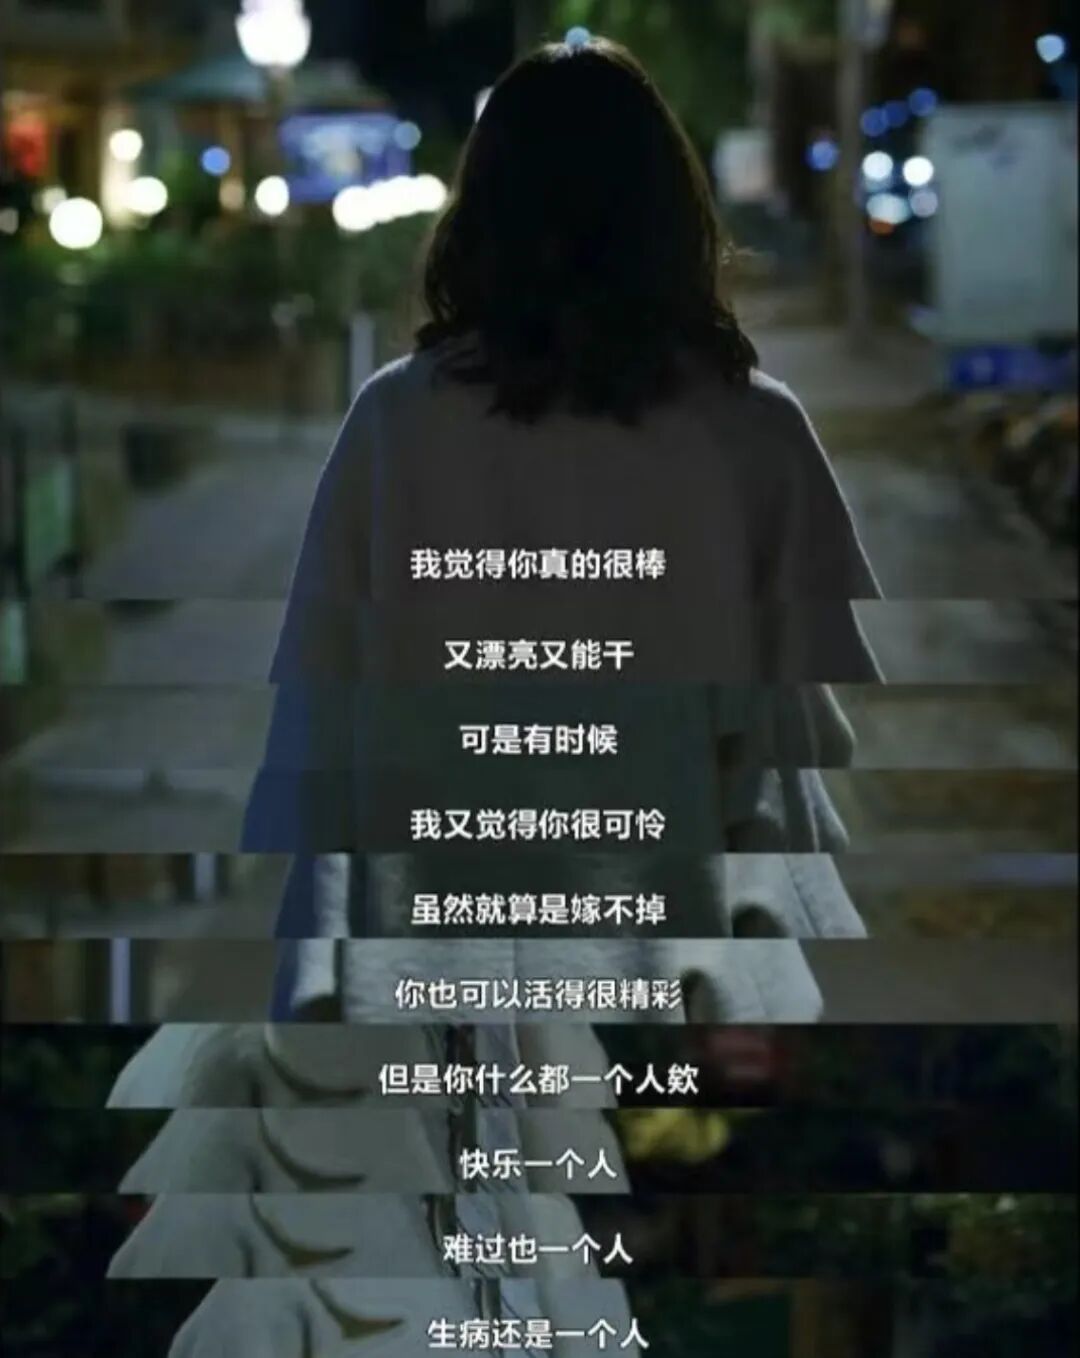 我觉得你真的很棒
又漂亮又能干
可是有时候
我又觉得你很可怜
虽然就算是嫁不掉
你也可以活得很精彩
但是你什么都一个人欸
快乐一个人
难过也一个人
生病还是一个人